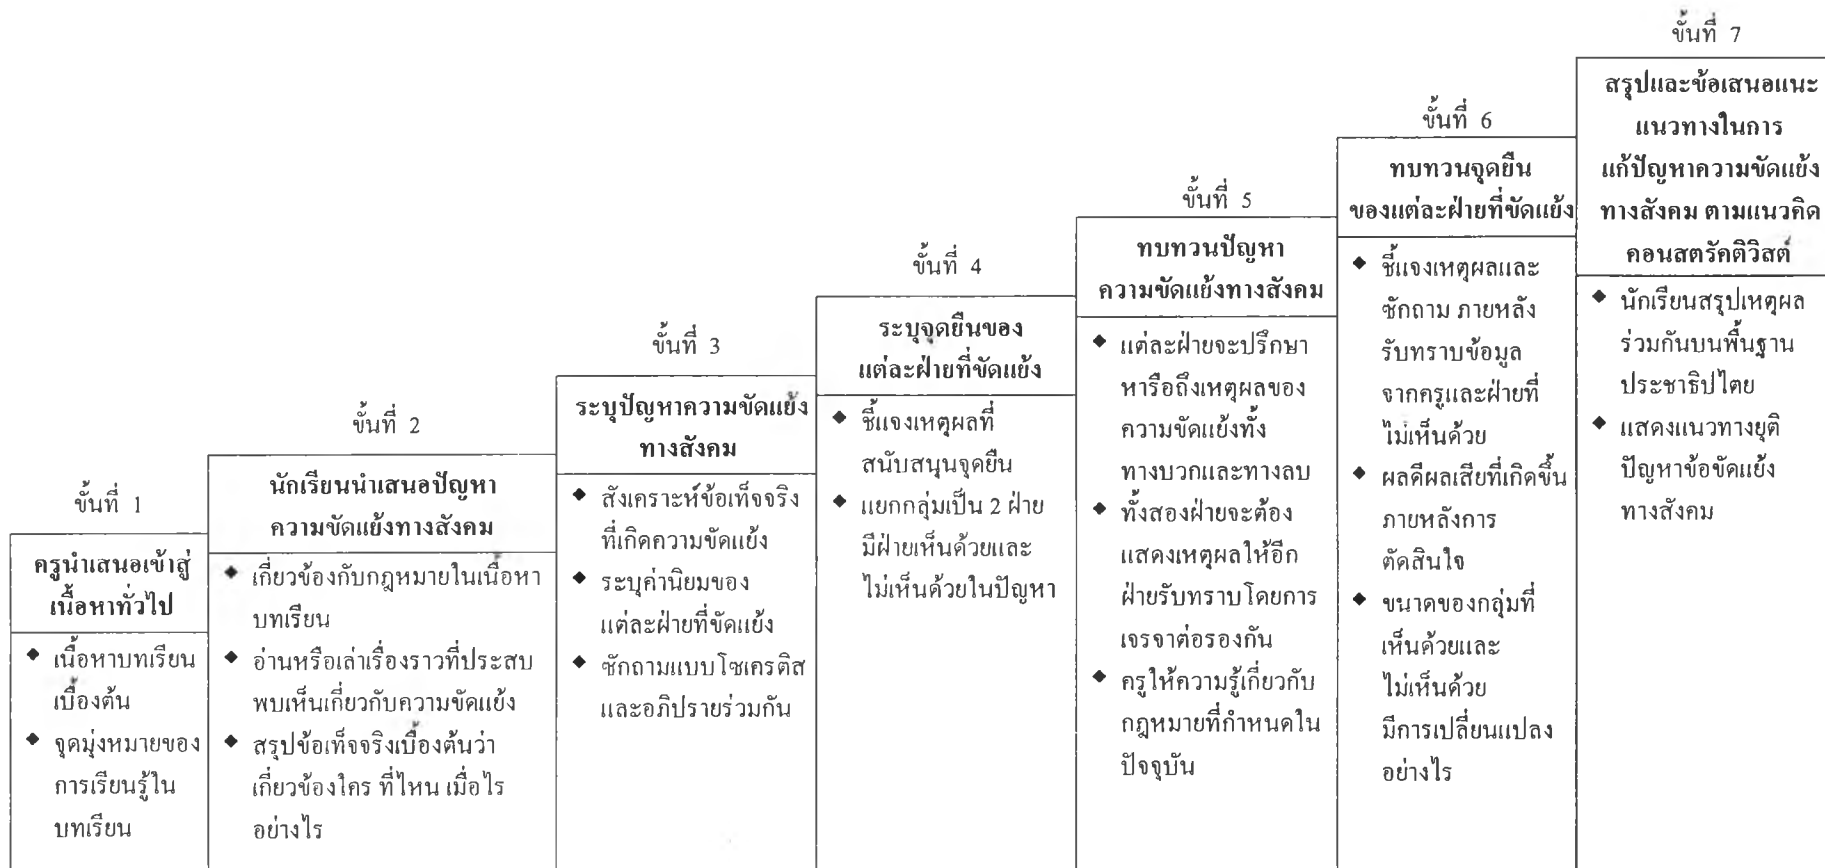 ขั้นที่ 1
ครูนำเสนอเข้าสู่
เนื้อหาทั่วไป
◆ เนื้อหาบทเรียน
เบื้องต้น
◆ จุดมุ่งหมายของ
การเรียนรู้ใน
บทเรียน
ขั้นที่ 2
นักเรียนนำเสนอปัญหา
ความขัดแย้งทางสังคม
◆ เกี่ยวข้องกับกฎหมายในเนื้อหา
บทเรียน
◆ อ่านหรือเล่าเรื่องราวที่ประสบ
พบเห็นเกี่ยวกับความขัดแย้ง
◆ สรุปข้อเท็จจริงเบื้องต้นว่า
เกี่ยวข้องใคร ที่ไหน เมื่อไร
อย่างไร
ขั้นที่ 3
ระบุปัญหาความขัดแย้ง
ทางสังคม
◆ สังเคราะห์ข้อเท็จจริง
ที่เกิดความขัดแย้ง
◆ ระบุค่านิยมของ
แต่ละฝ่ายที่ขัดแย้ง
◆ ซักถามแบบโซเครติส
และอภิปรายร่วมกัน
ขั้นที่ 4
ระบุจุดยืนของ
แต่ละฝ่ายที่ขัดแย้ง
◆ ชี้แจงเหตุผลที่
สนับสนุนจุดยืน
◆ แยกกลุ่มเป็น 2 ฝ่าย
มีฝ่ายเห็นด้วยและ
ไม่เห็นด้วยในปัญหา
ขั้นที่ 5
ทบทวนปัญหา
ความขัดแย้งทางสังคม
◆ แต่ละฝ่ายจะปรึกษา
หารือถึงเหตุผลของ
ความขัดแย้งทั้ง
ทางบวกและทางลบ
◆ ทั้งสองฝ่ายจะต้อง
แสดงเหตุผลให้อีก
ฝ่ายรับทราบโดยการ
เจรจาต่อรองกัน
◆ ครูให้ความรู้เกี่ยวกับ
กฎหมายที่กำหนดใน
ปัจจุบัน
ขั้นที่ 6
ทบทวนจุดยืน
ของแต่ละฝ่ายที่ขัดแย้ง
◆ ชี้แจงเหตุผลและ
ซักถาม ภายหลัง
รับทราบข้อมูล
จากครูและฝ่ายที่
ไม่เห็นด้วย
◆ ผลดีผลเสียที่เกิดขึ้น
ภายหลังการ
ตัดสินใจ
◆ ขนาดของกลุ่มที่
เห็นด้วยและ
ไม่เห็นด้วย
มีการเปลี่ยนแปลง
อย่างไร
ขั้นที่ 7
สรุปและข้อเสนอแนะ
แนวทางในการ
แก้ปัญหาความขัดแย้ง
ทางสังคม ตามแนวคิด
คอนสตรัคติวิสต์
◆ นักเรียนสรุปเหตุผล
ร่วมกันบนพื้นฐาน
ประชาธิปไตย
◆ แสดงแนวทางยุติ
ปัญหาข้อขัดแย้ง
ทางสังคม